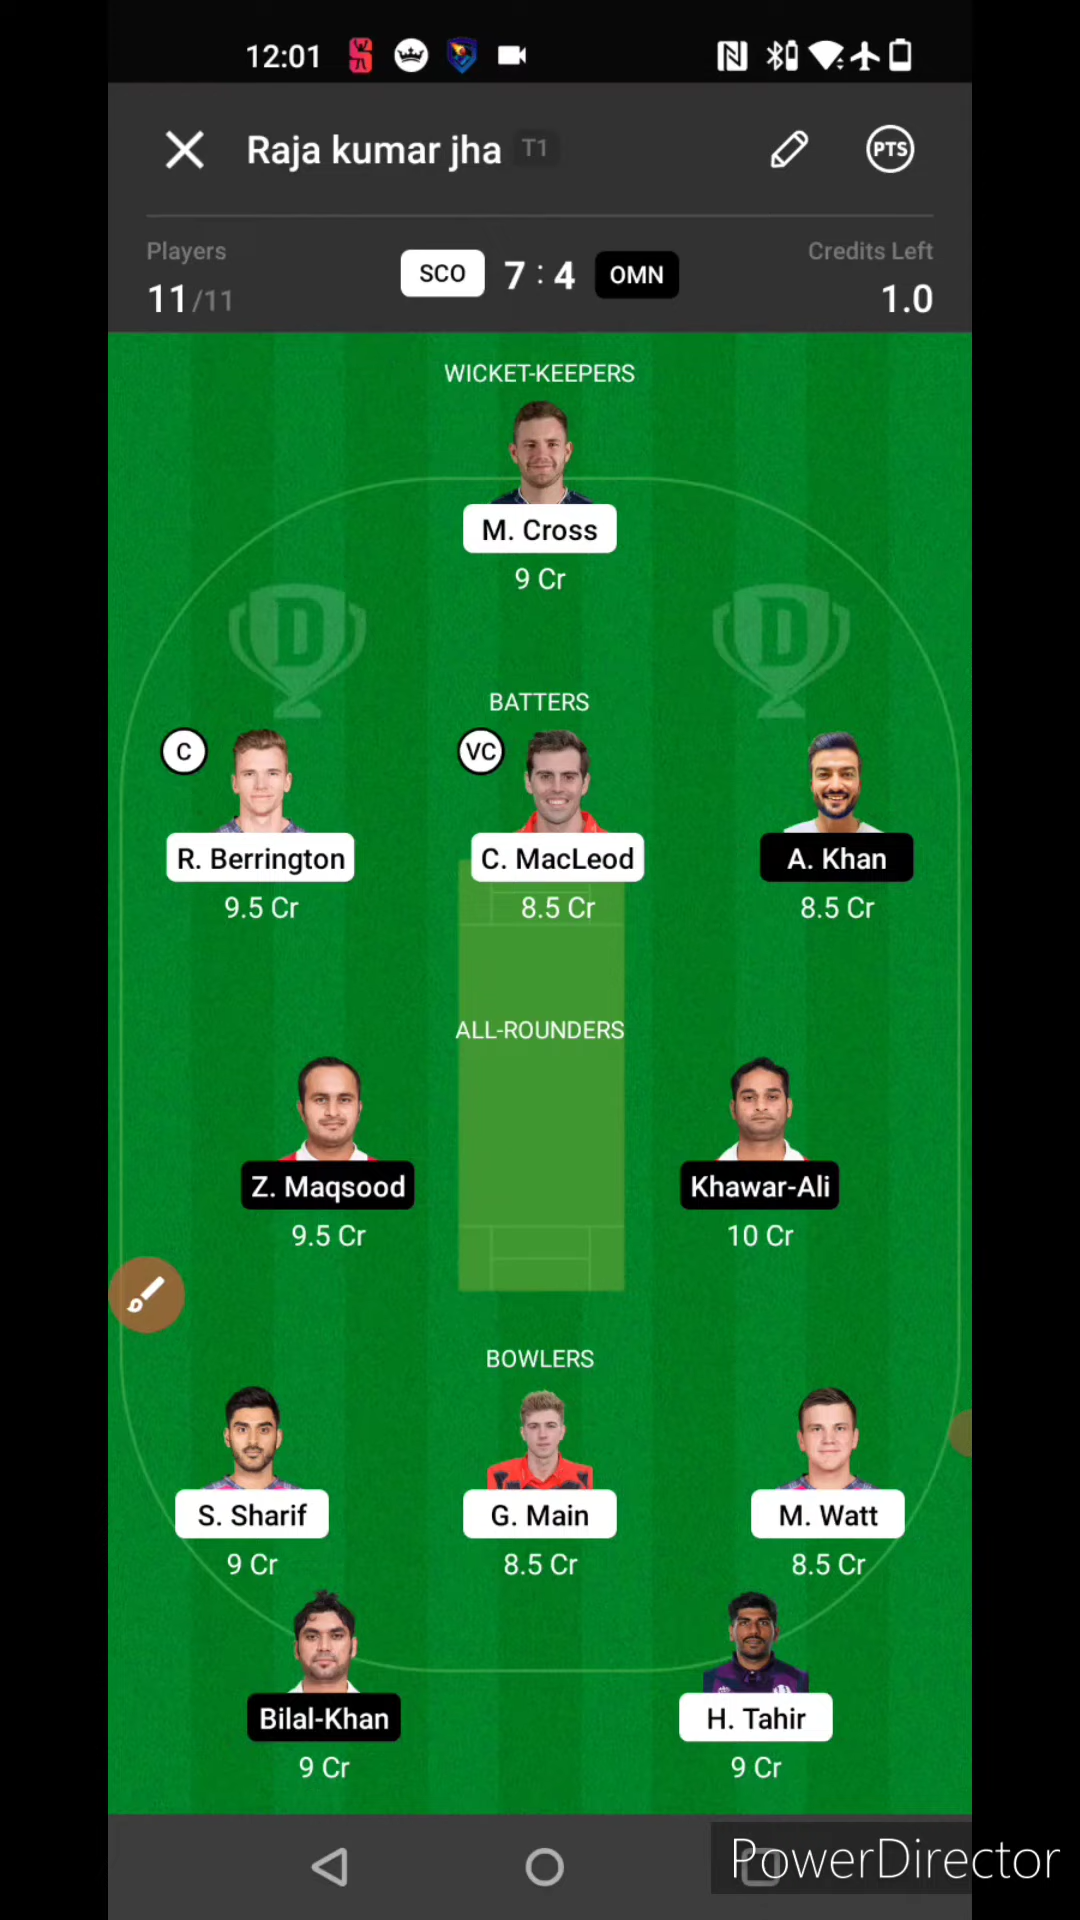 12:01
Raja kumar jha T1
PTS
Players
Credits Left
11/11
SCO 7 : 4 OMN
1.0
WICKET-KEEPERS
M. Cross
9 Cr
D D
BATTERS
C VC
R. Berrington C. MacLeod A. Khan
9.5 Cr 8.5 Cr 8.5 Cr
ALL-ROUNDERS
Z. Maqsood Khawar-Ali
9.5 Cr 10 Cr
BOWLERS
S. Sharif G. Main M. Watt
9 Cr 8.5 Cr 8.5 Cr
Bilal-Khan H. Tahir
9 Cr 9 Cr
PowerDirector